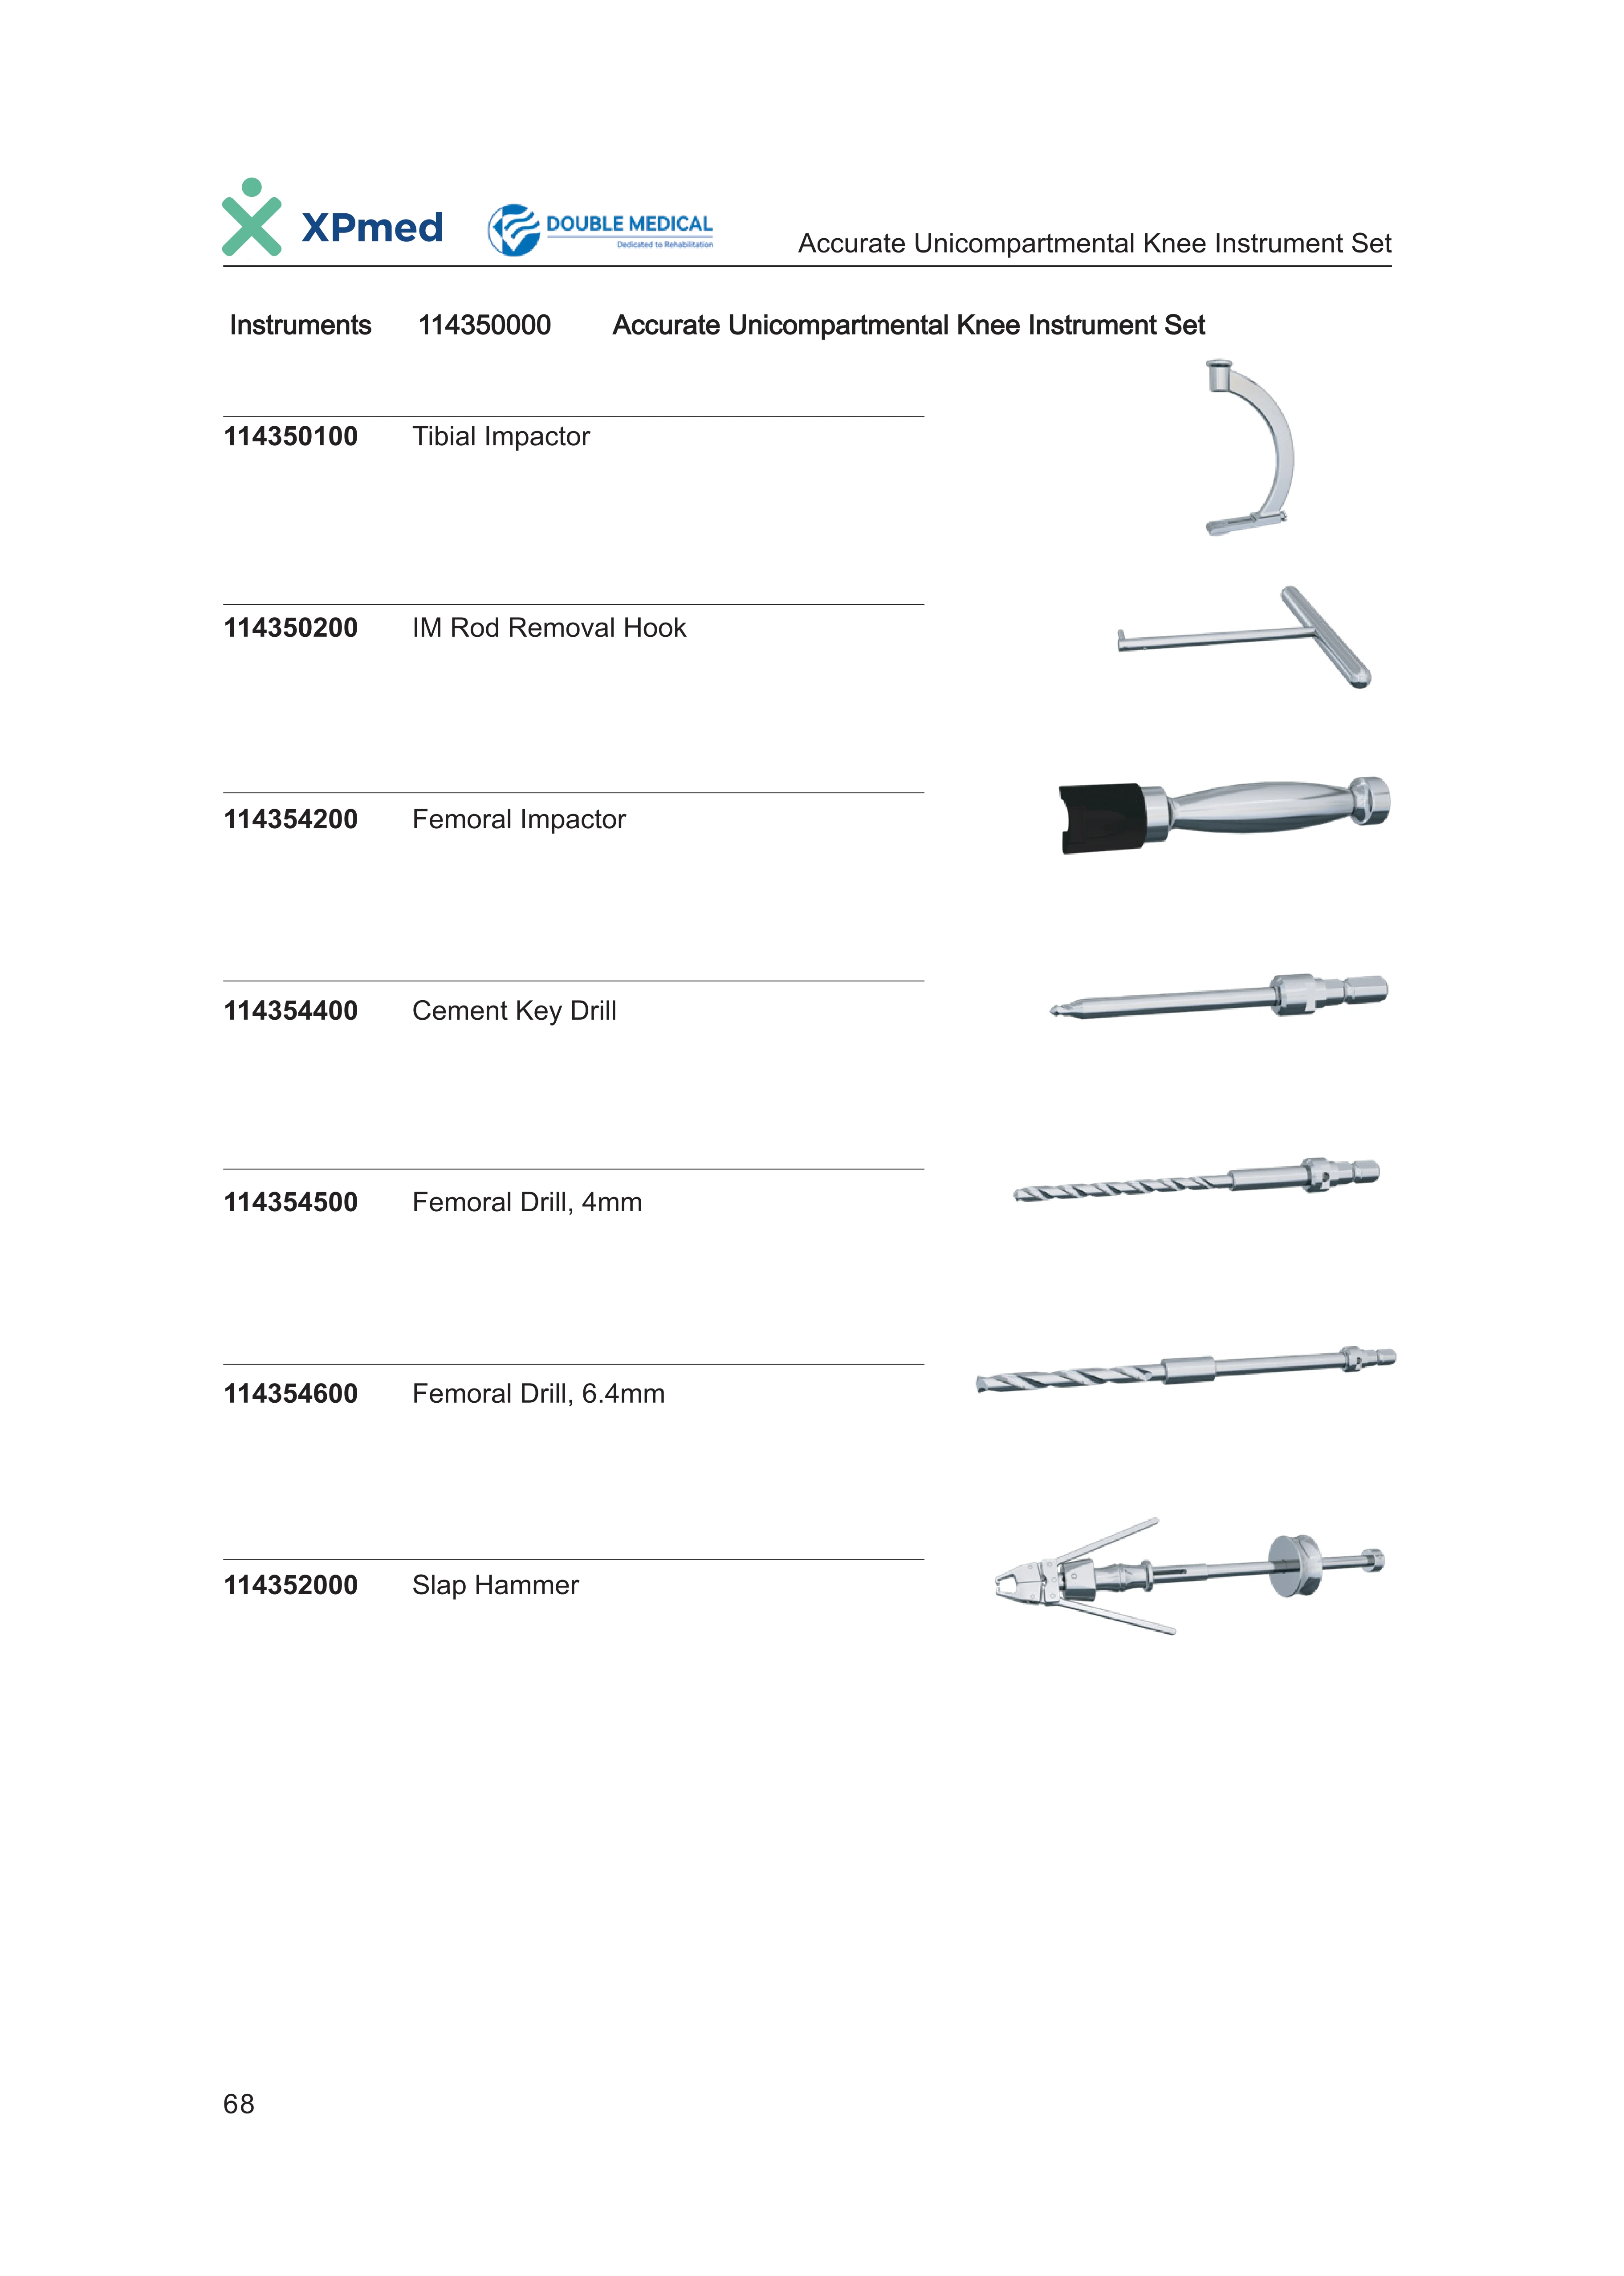 XPmed
DOUBLE MEDICAL
Dedicated to Rehabilitation
Accurate Unicompartmental Knee Instrument Set
Instruments 114350000 Accurate Unicompartmental Knee Instrument Set
114350100 Tibial Impactor
114350200 IM Rod Removal Hook
114354200 Femoral Impactor
114354400 Cement Key Drill
114354500 Femoral Drill, 4mm
114354600 Femoral Drill, 6.4mm
114352000 Slap Hammer
68